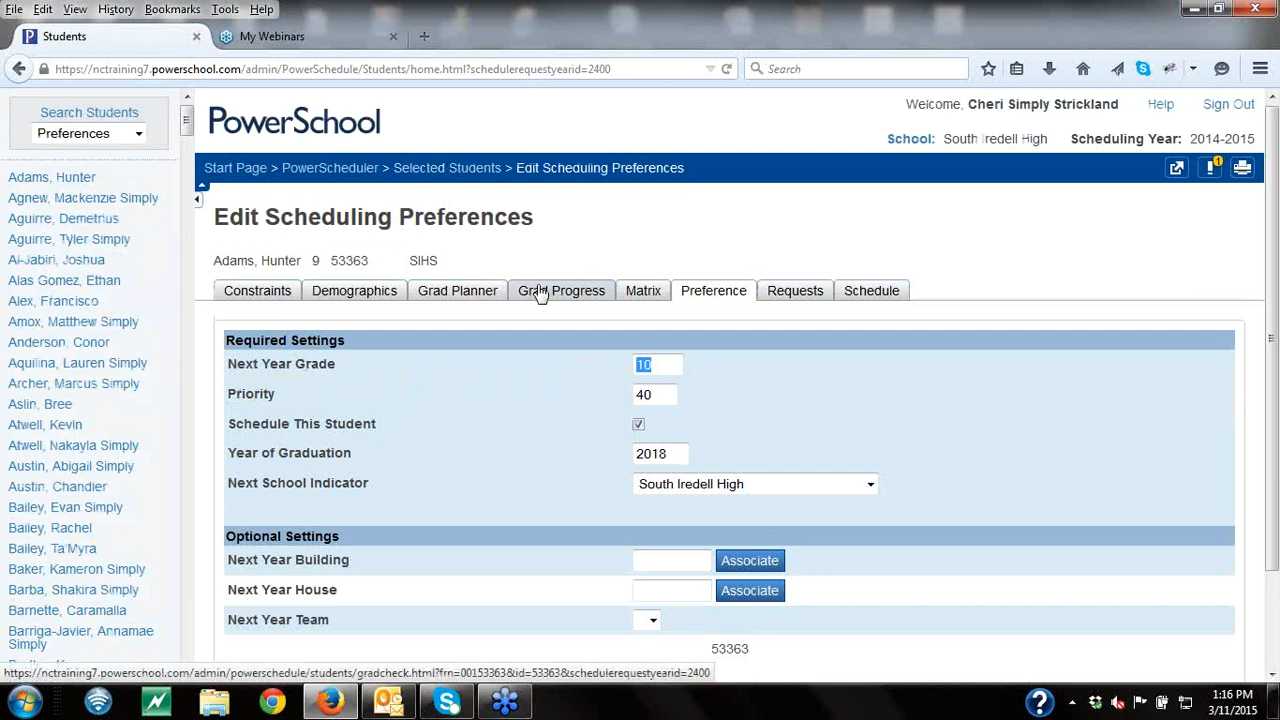 File Edit View History Bookmarks Tools Help
Students
My Webinars
https://nctraining7.powerschool.com/admin/PowerSchedule/Students/home.html?schedulerequestyearid=2400
Search
Search Students
Preferences
Adams, Hunter
Agnew, Mackenzie Simply
Aguirre, Demetrius
Aguirre, Tyler Simply
Al-Jabiri, Joshua
Alas Gomez, Ethan
Alex, Francisco
Amox, Matthew Simply
Anderson, Conor
Aquilina, Lauren Simply
Archer, Marcus Simply
Aslin, Bree
Atwell, Kevin
Atwell, Nakayla Simply
Austin, Abigail Simply
Austin, Chandler
Bailey, Evan Simply
Bailey, Rachel
Bailey, Ta'Myra
Baker, Kameron Simply
Barba, Shakira Simply
Barnette, Caramalla
Barriga-Javier, Annamae
Simply
PowerSchool
Welcome, Cheri Simply Strickland Help Sign Out
School: South Iredell High Scheduling Year: 2014-2015
Start Page > PowerScheduler > Selected Students > Edit Scheduling Preferences
Edit Scheduling Preferences
Adams, Hunter 9 53363 SIHS
Constraints Demographics Grad Planner Grad Progress Matrix Preference Requests Schedule
Required Settings
Next Year Grade 10
Priority 40
Schedule This Student
Year of Graduation 2018
Next School Indicator South Iredell High
Optional Settings
Next Year Building Associate
Next Year House Associate
Next Year Team
53363
https://nctraining7.powerschool.com/admin/powerschedule/students/gradcheck.html?frn=00153363&id=53363&schedulerequestyearid=2400
1:16 PM
3/11/2015